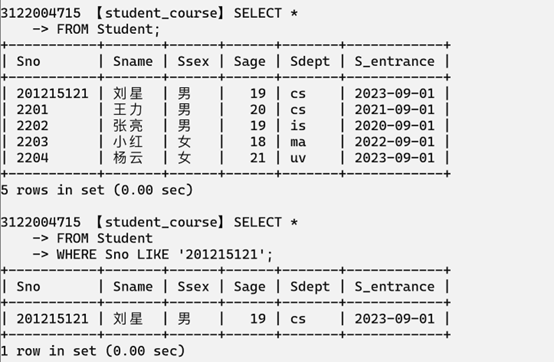 3122004715 【student_course】SELECT *
    -> FROM Student;
+-----------+-------+------+------+-------+------------+
| Sno       | Sname | Ssex | Sage | Sdept | S_entrance |
+-----------+-------+------+------+-------+------------+
| 201215121 | 刘星  | 男   |   19 | cs    | 2023-09-01 |
| 2201      | 王力  | 男   |   20 | cs    | 2021-09-01 |
| 2202      | 张亮  | 男   |   19 | is    | 2020-09-01 |
| 2203      | 小红  | 女   |   18 | ma    | 2022-09-01 |
| 2204      | 杨云  | 女   |   21 | uv    | 2023-09-01 |
+-----------+-------+------+------+-------+------------+
5 rows in set (0.00 sec)
3122004715 【student_course】SELECT *
    -> FROM Student
    -> WHERE Sno LIKE '201215121';
+-----------+-------+------+------+-------+------------+
| Sno       | Sname | Ssex | Sage | Sdept | S_entrance |
+-----------+-------+------+------+-------+------------+
| 201215121 | 刘星  | 男   |   19 | cs    | 2023-09-01 |
+-----------+-------+------+------+-------+------------+
1 row in set (0.00 sec)